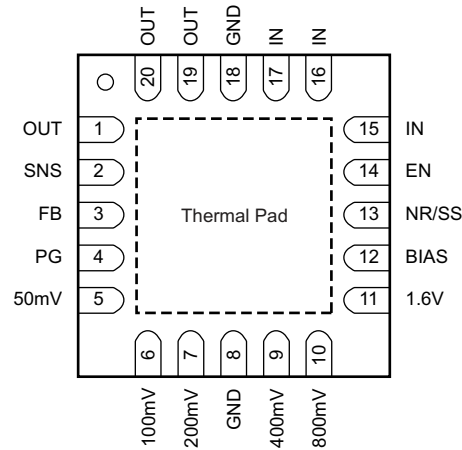 OUT OUT GND IN IN
20 19 18 17 16
OUT 1 15 IN
SNS 2 14 EN
FB 3 Thermal Pad 13 NR/SS
PG 4 12 BIAS
50mV 5 11 1.6V
6 7 8 9 10
100mV 200mV GND 400mV 800mV